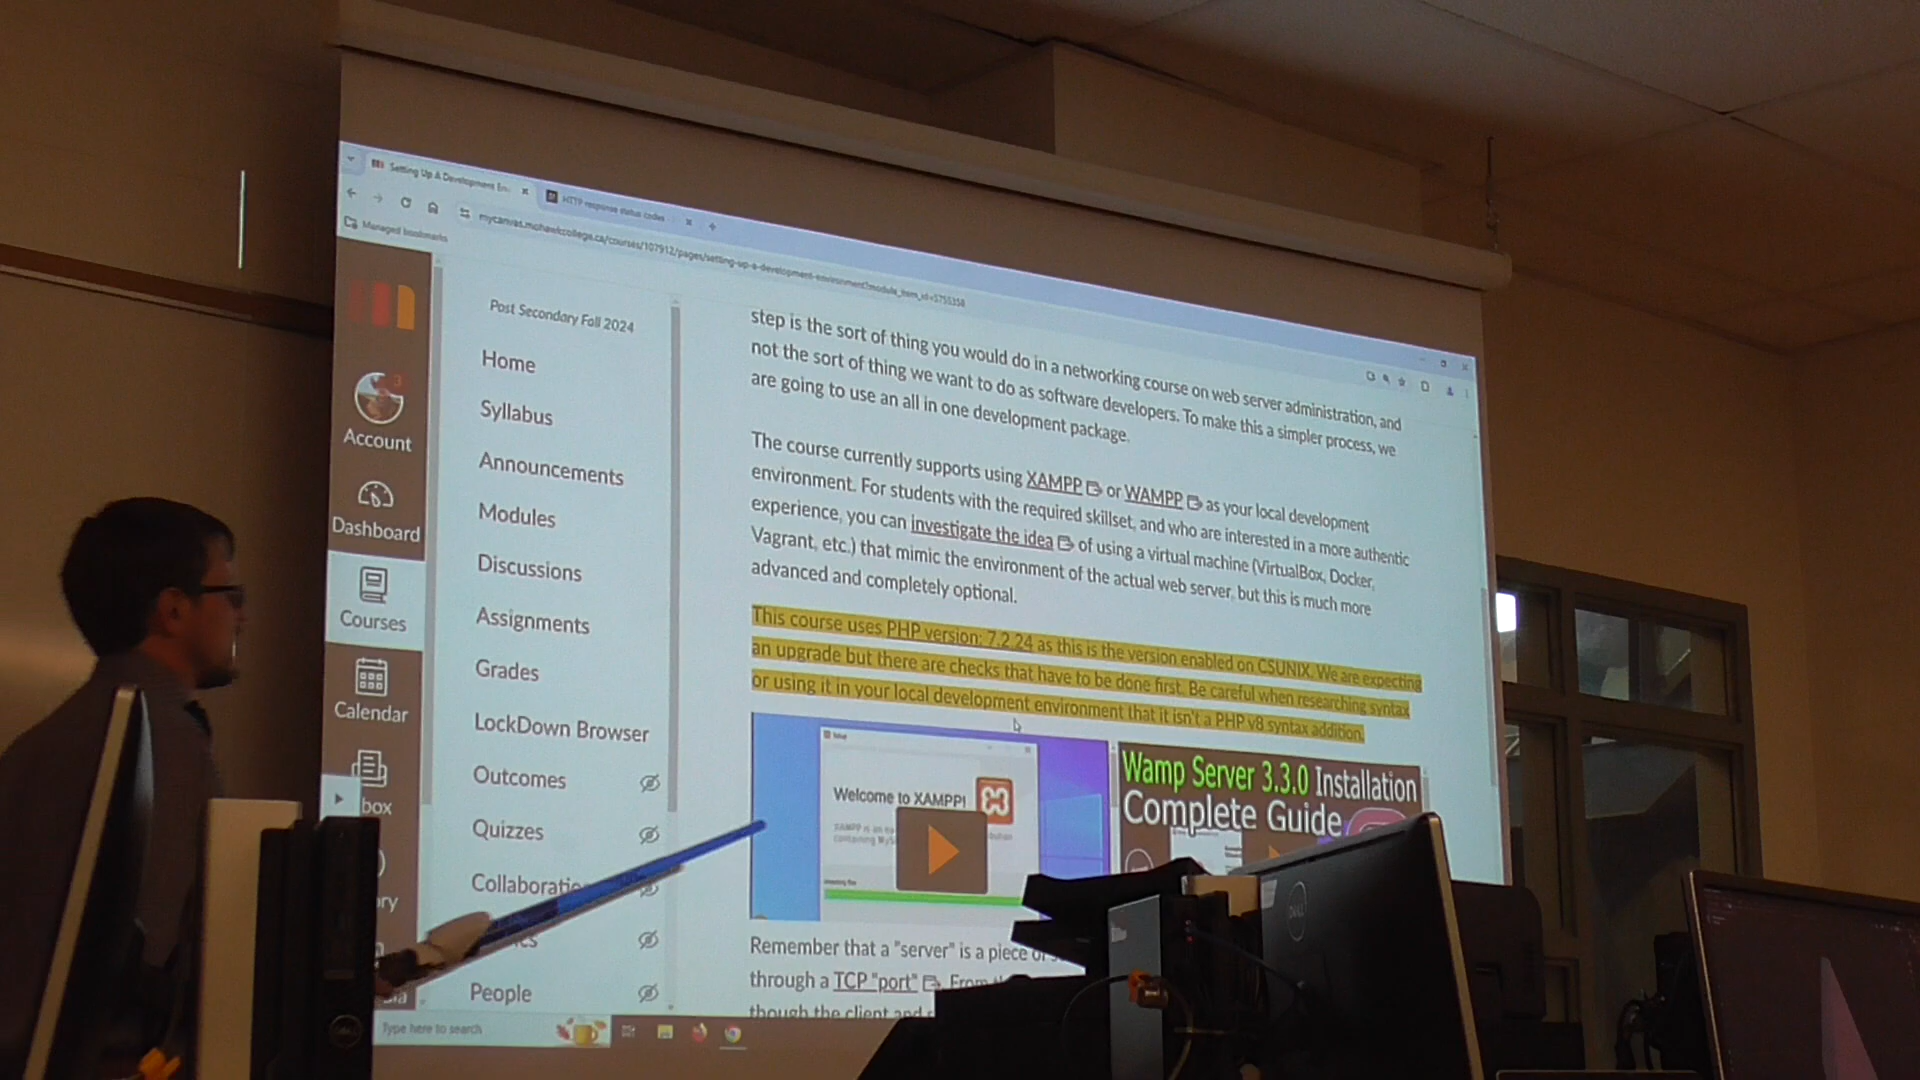 Setting Up A Development En
HTTP response status codes
mycanvas.mohawkcollege.ca/courses/107912/pages/setting-up-a-development-environment?module_item_id=5755358
Managed bookmarks
Account
Dashboard
Courses
Calendar
box
ry
Post Secondary Fall 2024
Home
Syllabus
Announcements
Modules
Discussions
Assignments
Grades
LockDown Browser
Outcomes
Quizzes
Collaboratio
People
step is the sort of thing you would do in a networking course on web server administration, and
not the sort of thing we want to do as software developers. To make this a simpler process, we
are going to use an all in one development package.
The course currently supports using XAMPP or WAMPP as your local development
environment. For students with the required skillset, and who are interested in a more authentic
experience, you can investigate the idea of using a virtual machine (VirtualBox, Docker,
Vagrant, etc.) that mimic the environment of the actual web server, but this is much more
advanced and completely optional.
This course uses PHP version: 7.2.24 as this is the version enabled on CSUNIX. We are expecting
an upgrade but there are checks that have to be done first. Be careful when researching syntax
or using it in your local development environment that it isn't a PHP v8 syntax addition.
Welcome to XAMPP!
Wamp Server 3.3.0 Installation
Complete Guide
Remember that a "server" is a piece of
through a TCP "port" From
though the client and
Type here to search
DELL